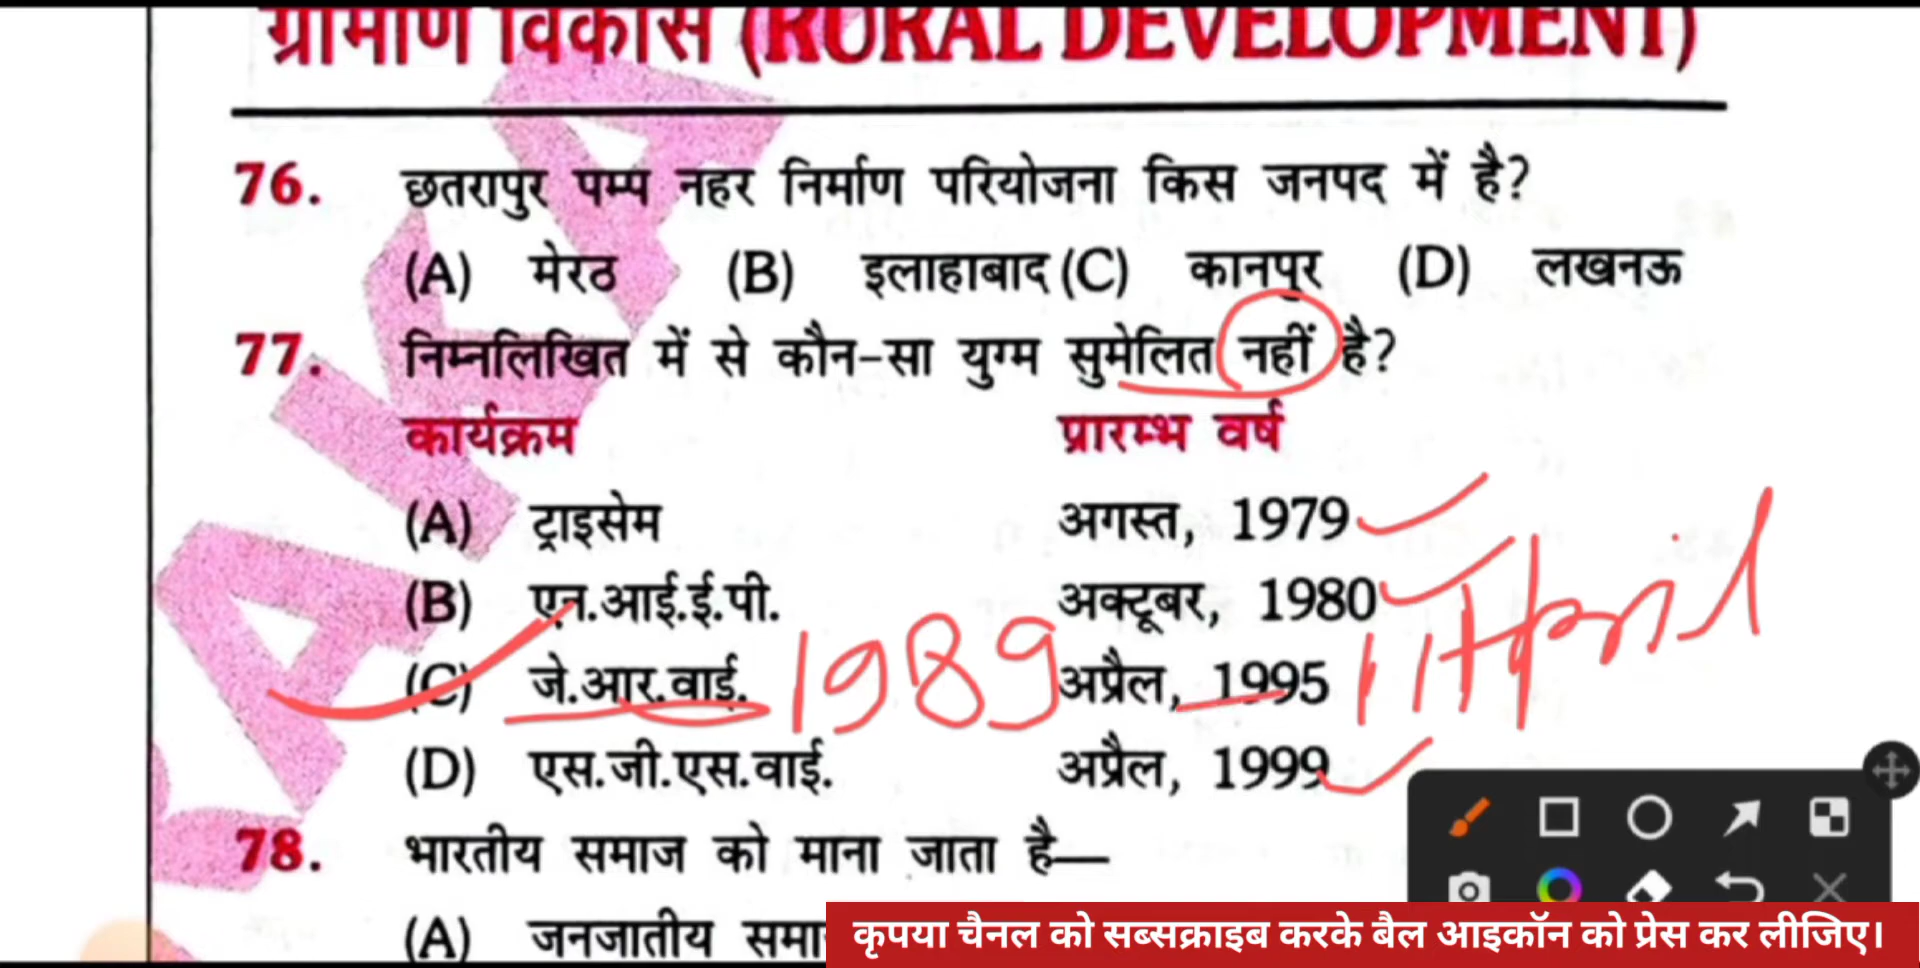 ग्रामीण विकास (RURAL DEVELOPMENT)
76. छतरापुर पम्प नहर निर्माण परियोजना किस जनपद में है?
(A) मेरठ (B) इलाहाबाद (C) कानपुर (D) लखनऊ
77. निम्नलिखित में से कौन-सा युग्म सुमेलित नहीं है?
कार्यक्रम प्रारम्भ वर्ष
(A) ट्राइसेम अगस्त, 1979
(B) एन.आई.ई.पी. अक्टूबर, 1980
(C) जे.आर.वाई. 1989 अप्रैल, 1995 April
(D) एस.जी.एस.वाई. अप्रैल, 1999
78. भारतीय समाज को माना जाता है—
(A) जनजातीय
कृपया चैनल को सब्सक्राइब करके बैल आइकॉन को प्रेस कर लीजिए।